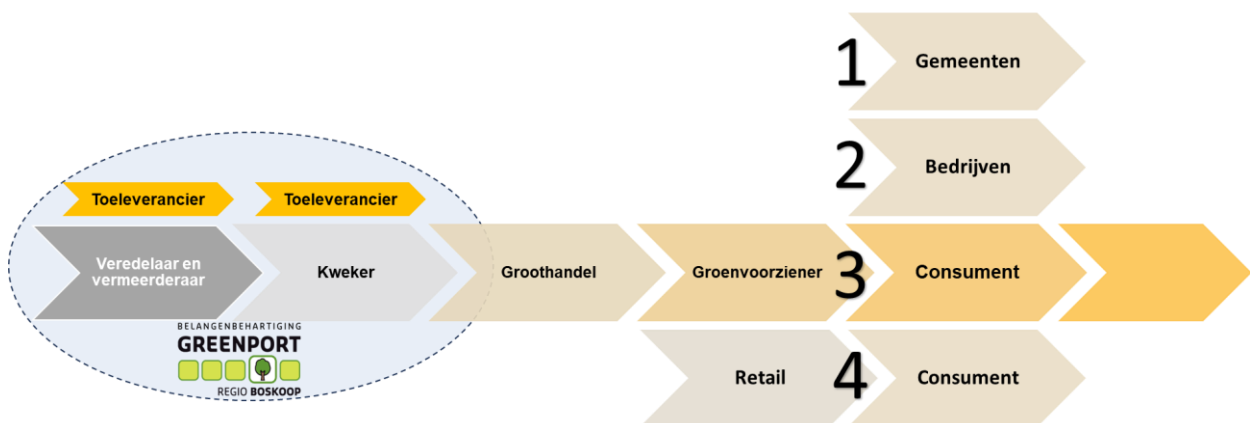 1
Gemeenten
2
Bedrijven
Toeleverancier
Toeleverancier
Veredelaar en
vermeerderaar
Kweker
Groothandel
Groenvoorziener
3
Consument
BELANGENBEHARTIGING
GREENPORT
REGIO BOSKOOP
Retail
4
Consument